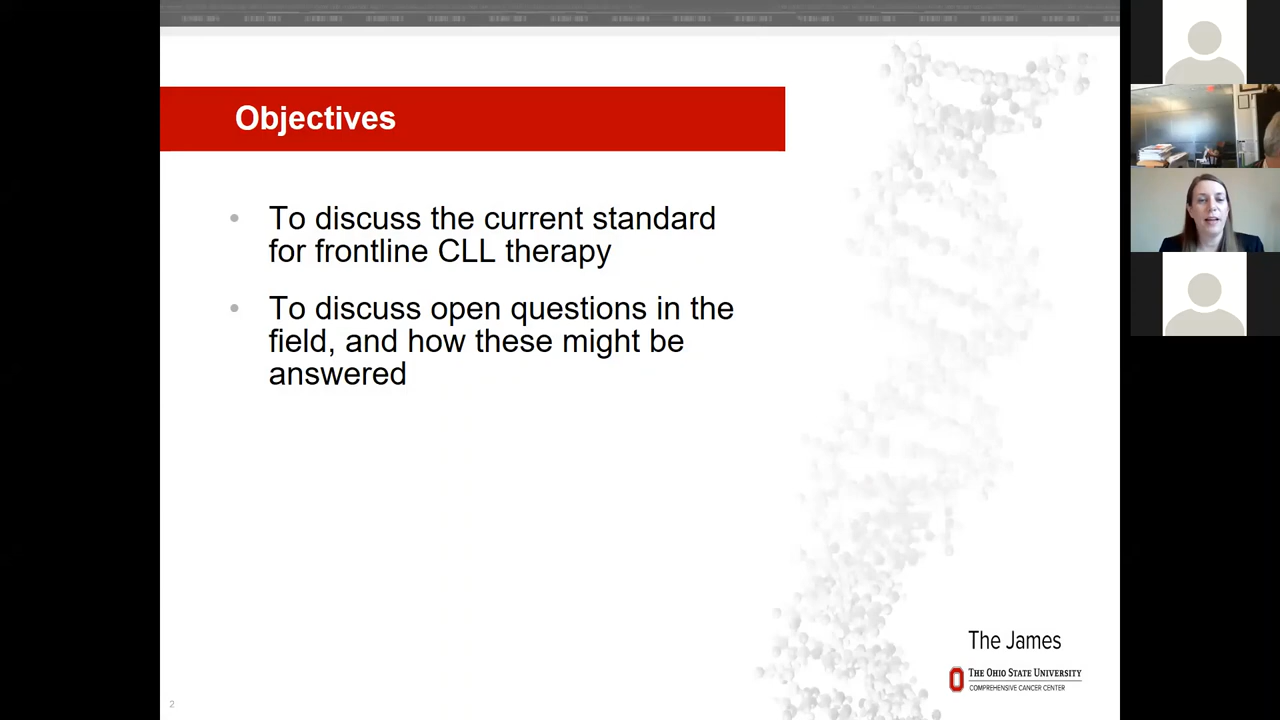 Objectives
• To discuss the current standard
for frontline CLL therapy
• To discuss open questions in the
field, and how these might be
answered
The James
THE OHIO STATE UNIVERSITY
COMPREHENSIVE CANCER CENTER
2